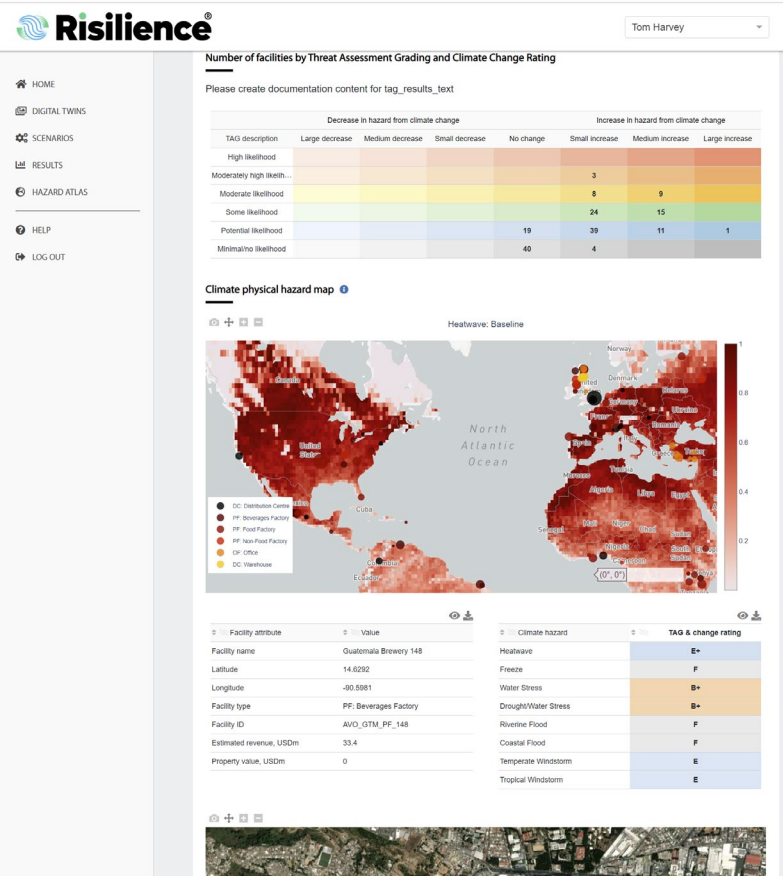 Risilience®
Tom Harvey
HOME
DIGITAL TWINS
SCENARIOS
RESULTS
HAZARD ATLAS
HELP
LOG OUT
Number of facilities by Threat Assessment Grading and Climate Change Rating
Please create documentation content for tag_results_text
Decrease in hazard from climate change Increase in hazard from climate change
TAG description Large decrease Medium decrease Small decrease No change Small increase Medium increase Large increase
High likelihood
Moderately high likelih... 3
Moderate likelihood 8 9
Some likelihood 24 15
Potential likelihood 19 39 11 1
Minimal/no likelihood 40 4
Climate physical hazard map
Heatwave: Baseline
Norway
Canada
Denmark
Belarus
Germany
Ukraine
France
Romania
North
Atlantic
Ocean
United
States
Spain
Italy
Greece
Turkey
Tunisia
Morocco
Algeria
Libya
Egypt
Cuba
Senegal
Mali
Niger
Chad
Sudan
Nigeria
South
Sudan
Cameroon
Colombia
Ecuador
(0°, 0°)
1
0.8
0.6
0.4
0.2
DC: Distribution Centre
PF: Beverages Factory
PF: Food Factory
PF: Non-Food Factory
OF: Office
DC: Warehouse
Facility attribute Value
Facility name Guatemala Brewery 148
Latitude 14.6292
Longitude -90.5981
Facility type PF: Beverages Factory
Facility ID AVO_GTM_PF_148
Estimated revenue, USDm 33.4
Property value, USDm 0
Climate hazard TAG & change rating
Heatwave E+
Freeze F
Water Stress B+
Drought/Water Stress B+
Riverine Flood F
Coastal Flood F
Temperate Windstorm E
Tropical Windstorm E